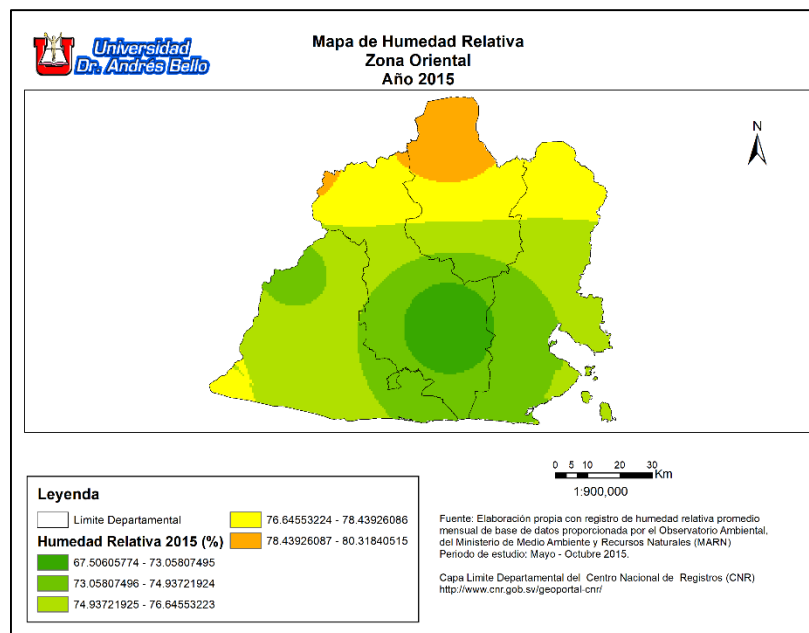 Universidad
Dr. Andrés Bello
Mapa de Humedad Relativa
Zona Oriental
Año 2015
N
Leyenda
Limite Departamental
Humedad Relativa 2015 (%)
67.50605774 - 73.05807495
73.05807496 - 74.93721924
74.93721925 - 76.64553223
76.64553224 - 78.43926086
78.43926087 - 80.31840515
0 5 10 20 30
Km
1:900,000
Fuente: Elaboración propia con registro de humedad relativa promedio
mensual de base de datos proporcionada por el Observatorio Ambiental,
del Ministerio de Medio Ambiente y Recursos Naturales (MARN)
Periodo de estudio: Mayo - Octubre 2015.
Capa Limite Departamental del Centro Nacional de Registros (CNR)
http://www.cnr.gob.sv/geoportal-cnr/